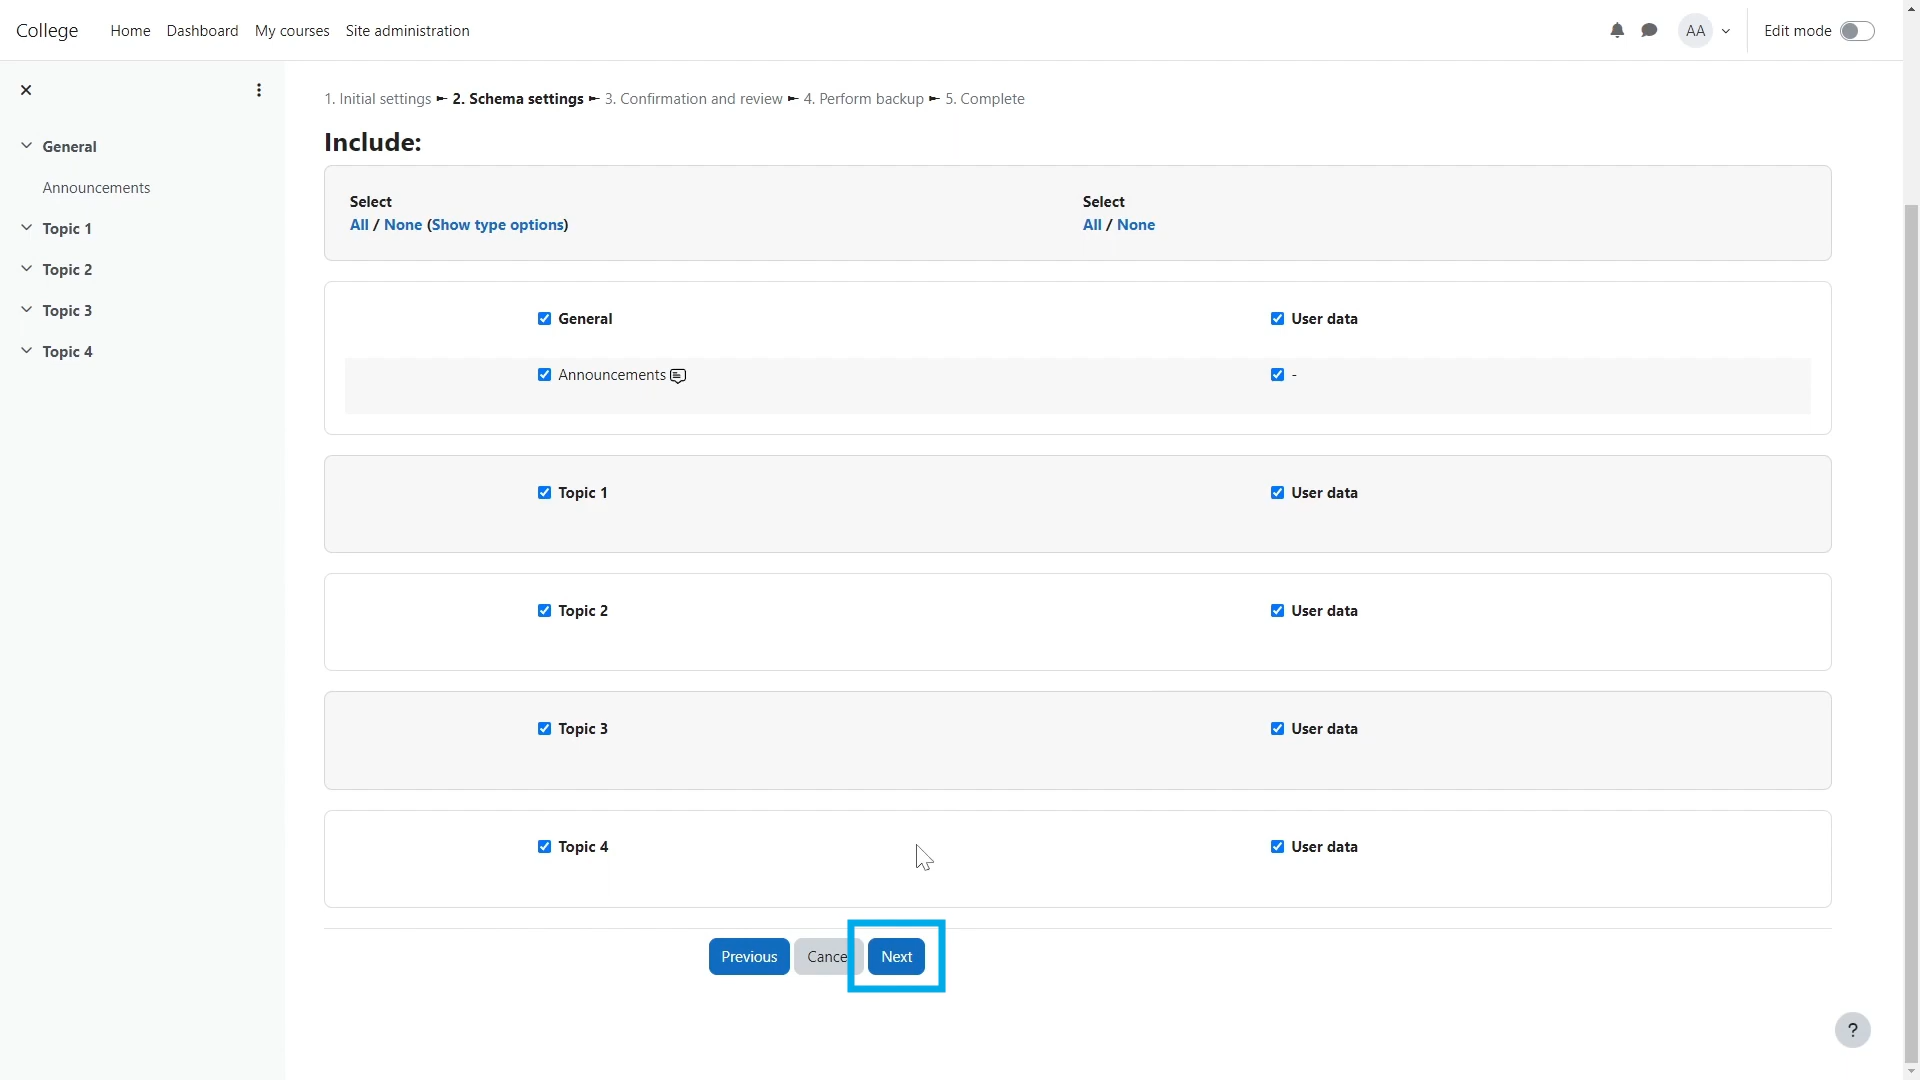 College Home Dashboard My courses Site administration AA Edit mode
1. Initial settings ► 2. Schema settings ► 3. Confirmation and review ► 4. Perform backup ► 5. Complete
General
Announcements
Topic 1
Topic 2
Topic 3
Topic 4
Include:
Select Select
All / None (Show type options) All / None
General User data
Announcements -
Topic 1 User data
Topic 2 User data
Topic 3 User data
Topic 4 User data
Previous Cance Next
?